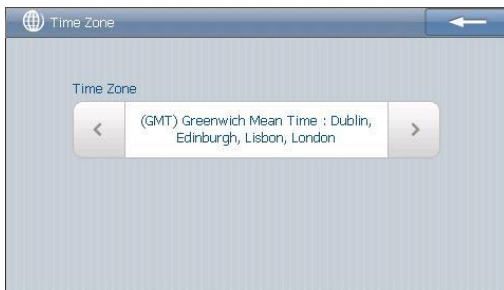 Time Zone
Time Zone
(GMT) Greenwich Mean Time : Dublin,
Edinburgh, Lisbon, London